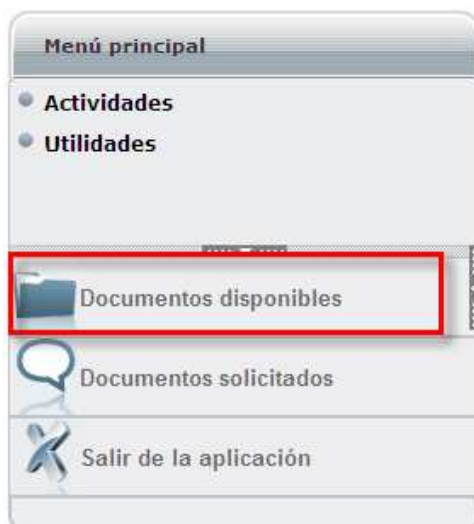 Menú principal
Actividades
Utilidades
Documentos disponibles
Documentos solicitados
Salir de la aplicación